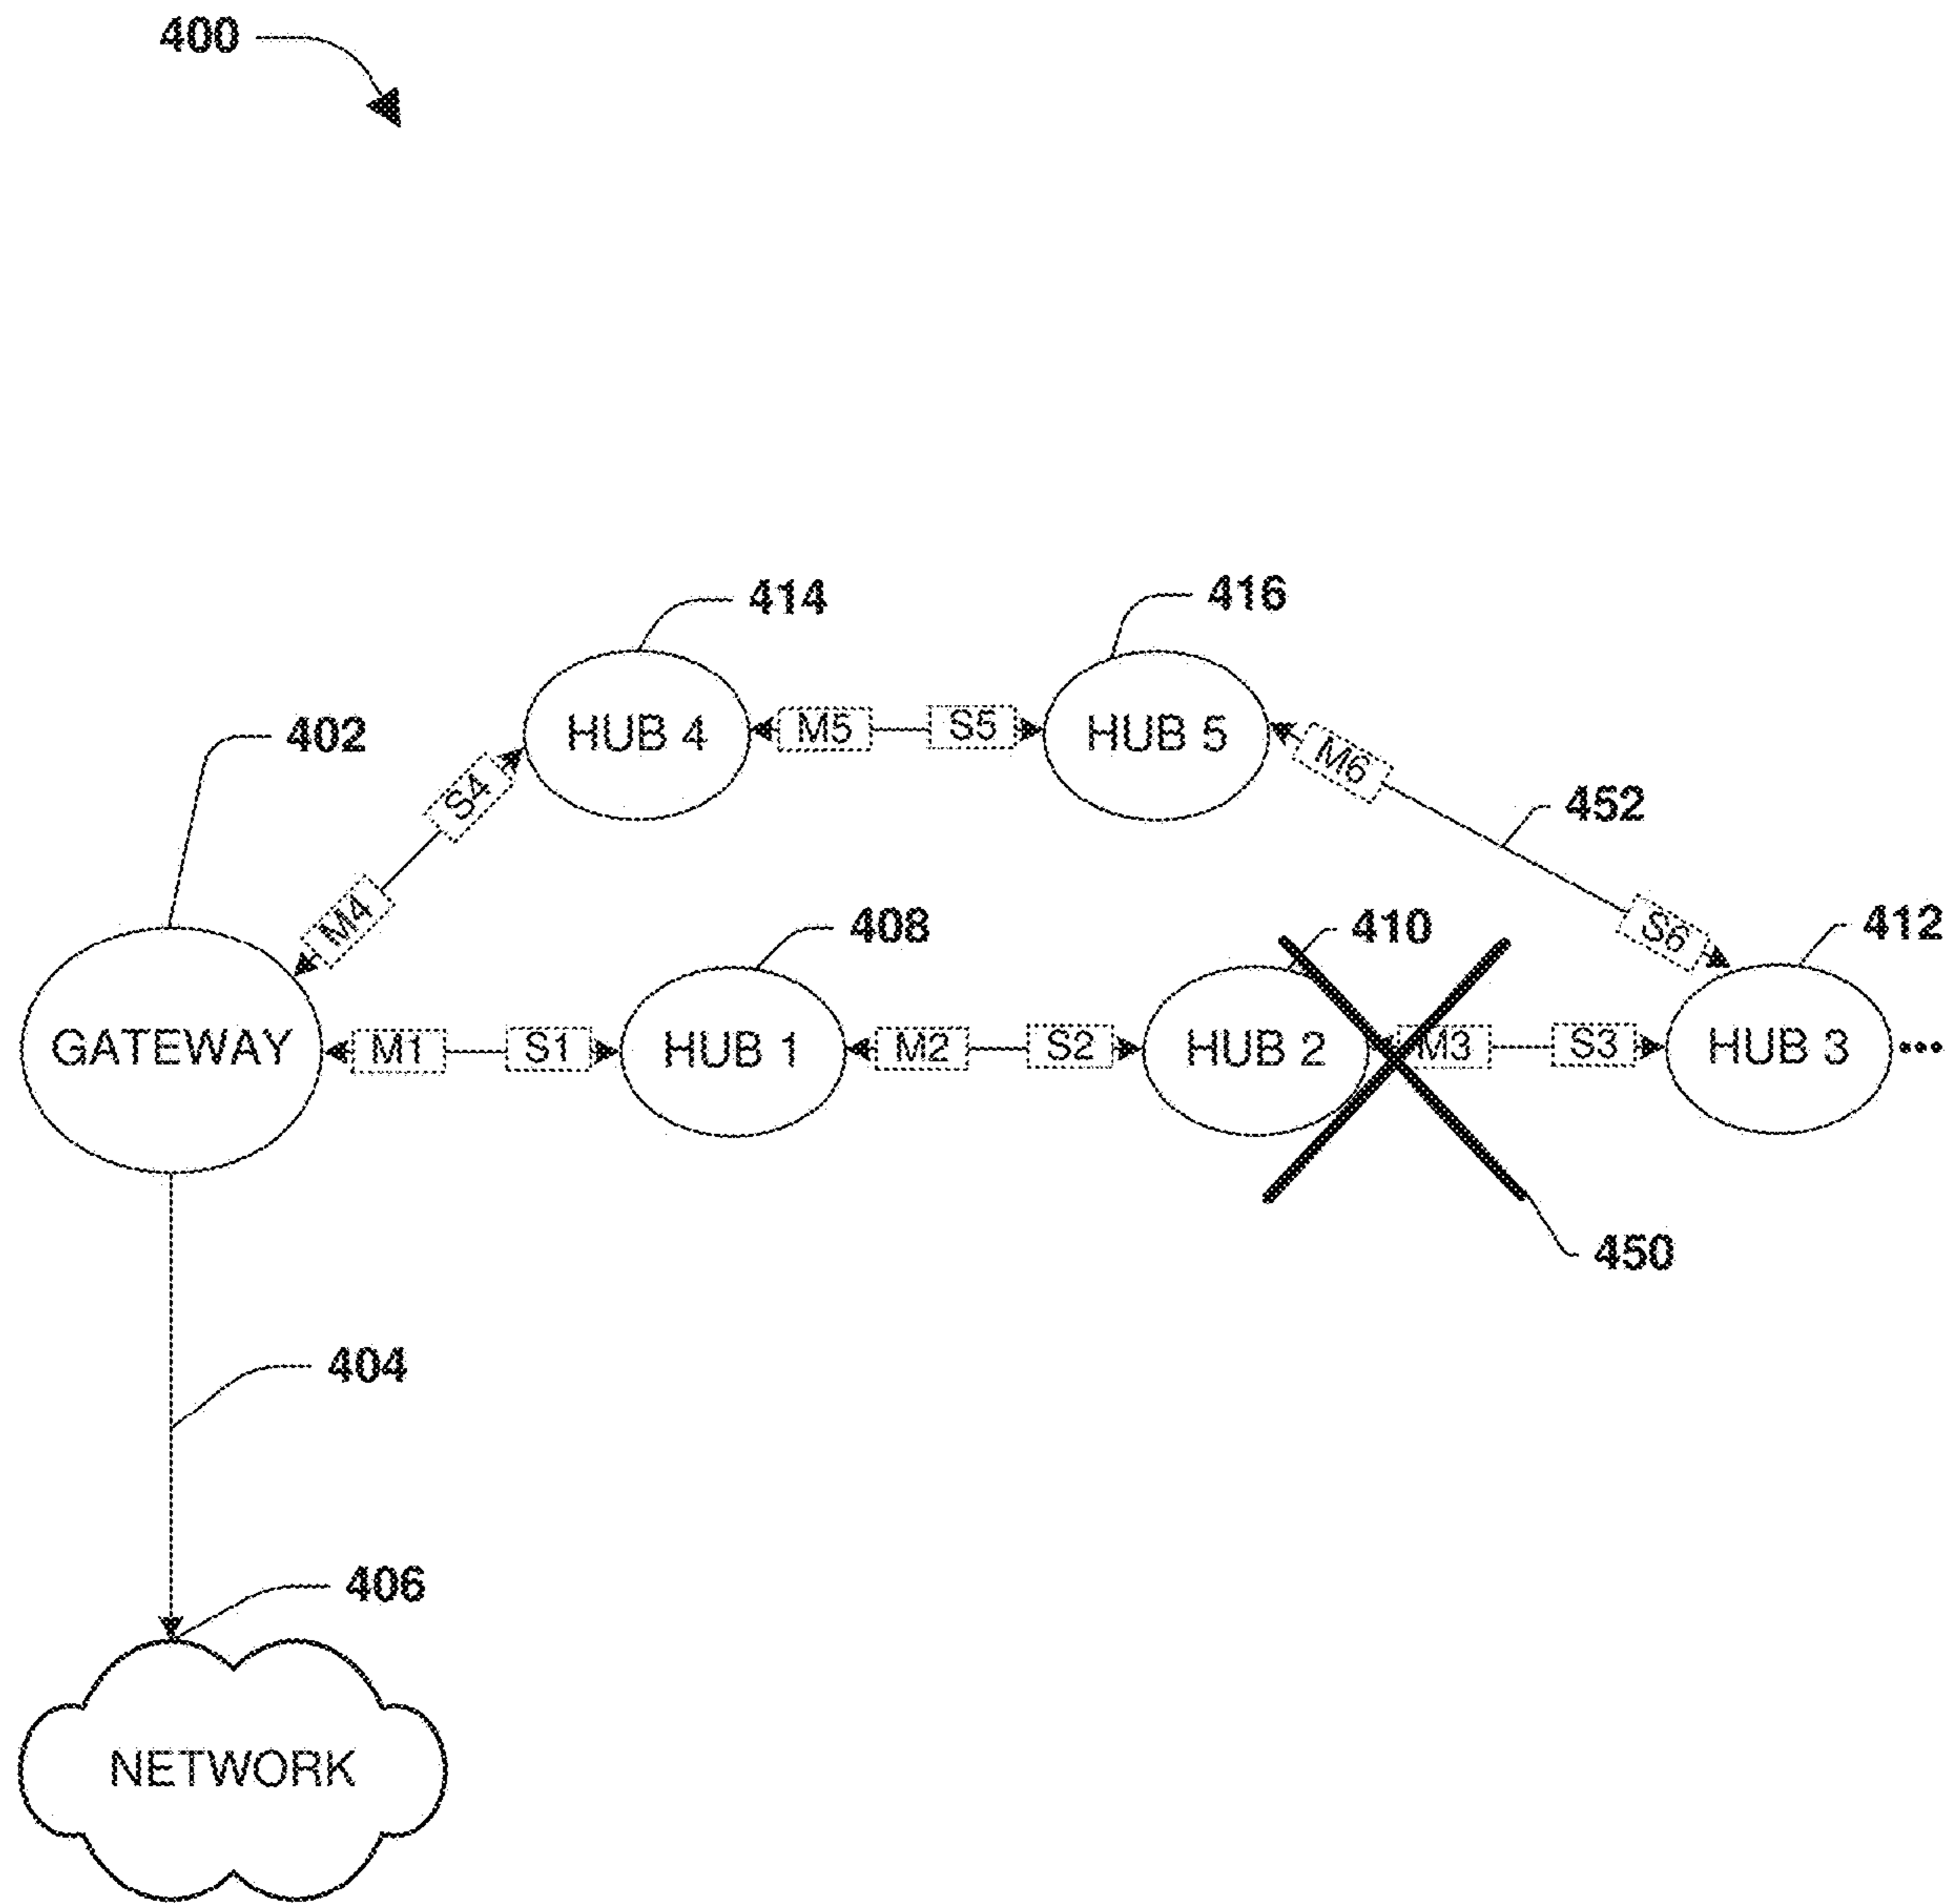 400
414
416
402
HUB 4
M5
S5
HUB 5
M6
S4
452
M4
408
410
S6
412
GATEWAY
M1
S1
HUB 1
M2
S2
HUB 2
M3
S3
HUB 3
...
450
404
406
NETWORK